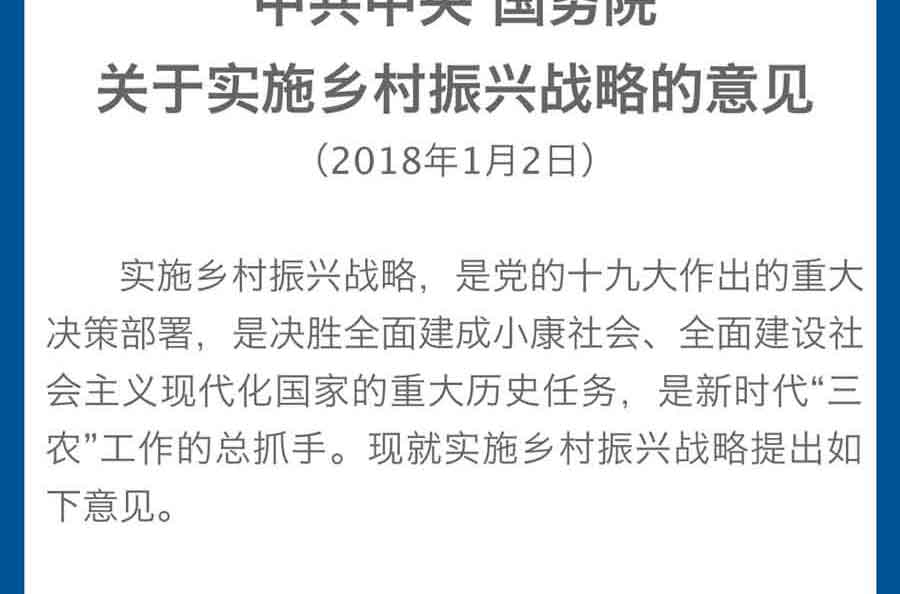 中共中央 国务院
关于实施乡村振兴战略的意见
（2018年1月2日）
实施乡村振兴战略，是党的十九大作出的重大
决策部署，是决胜全面建成小康社会、全面建设社
会主义现代化国家的重大历史任务，是新时代“三
农”工作的总抓手。现就实施乡村振兴战略提出如
下意见。